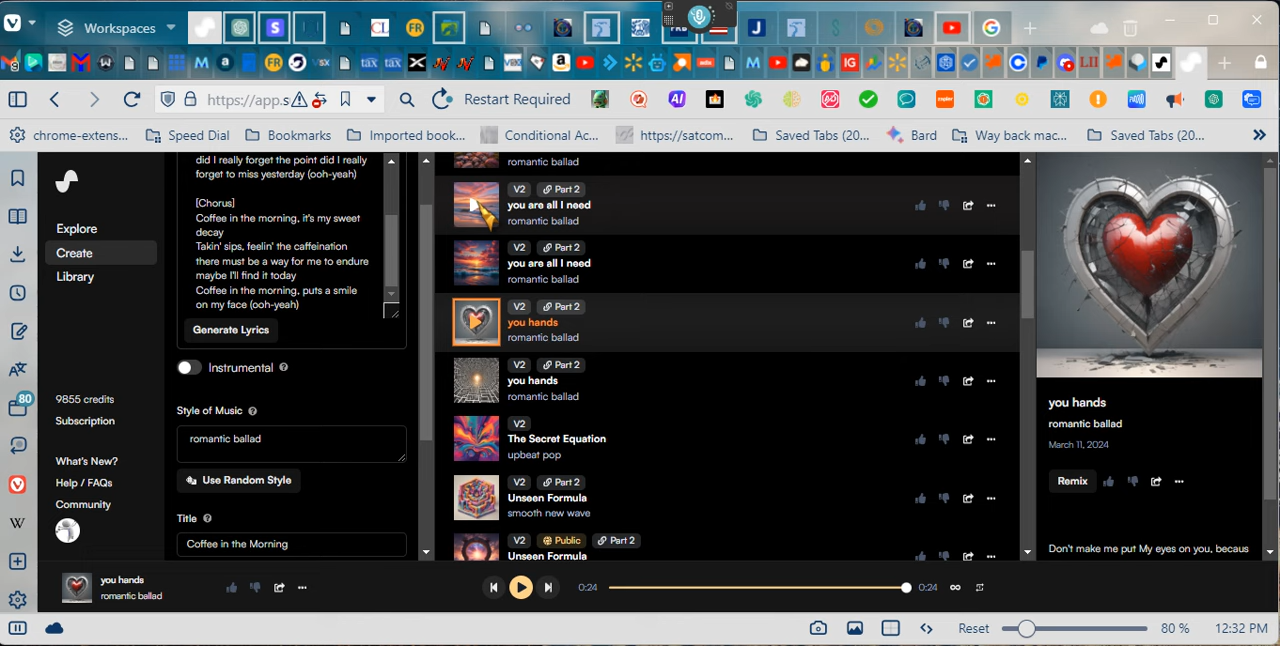 Workspaces
CL
FR
S
J
FR
tax
tax
IG
https://app.s
Restart Required
chrome-extens...
Speed Dial
Bookmarks
Imported book...
Conditional Ac...
https://satcom...
Saved Tabs (20...
Bard
Way back mac...
Saved Tabs (20...
80
Explore
Create
Library
9855 credits
Subscription
What's New?
Help / FAQs
Community
did I really forget the point did I really
forget to miss yesterday (ooh-yeah)
[Chorus]
Coffee in the morning, it's my sweet
decay
Takin' sips, feelin' the caffeination
there must be a way for me to endure
maybe I'll find it today
Coffee in the morning, puts a smile
on my face (ooh-yeah)
Generate Lyrics
Instrumental
Style of Music
romantic ballad
Use Random Style
Title
Coffee in the Morning
romantic ballad
V2 Part 2
you are all I need
romantic ballad
V2 Part 2
you are all I need
romantic ballad
V2 Part 2
you hands
romantic ballad
V2 Part 2
you hands
romantic ballad
V2
The Secret Equation
upbeat pop
V2 Part 2
Unseen Formula
smooth new wave
V2 Public Part 2
Unseen Formula
you hands
romantic ballad
March 11, 2024
Remix
Don't make me put My eyes on you, becaus
you hands
romantic ballad
0:24
0:24
Reset
80 %
12:32 PM